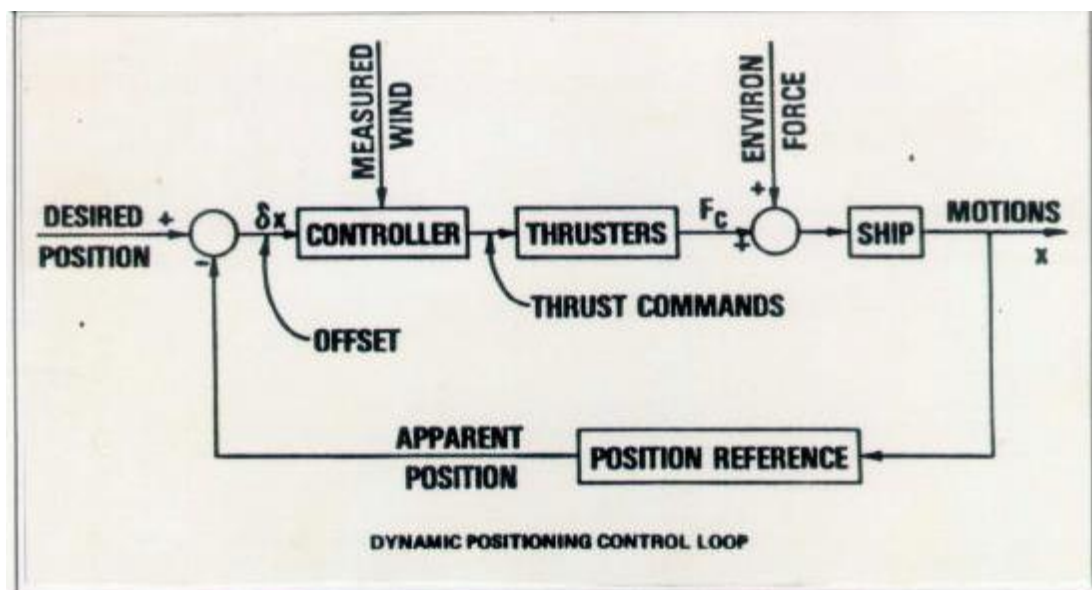 MEASURED
WIND
ENVIRON
FORCE
+
DESIRED +
POSITION
-
δx
CONTROLLER
THRUSTERS
Fc
+
SHIP
MOTIONS
x
THRUST COMMANDS
OFFSET
APPARENT
POSITION
POSITION REFERENCE
DYNAMIC POSITIONING CONTROL LOOP